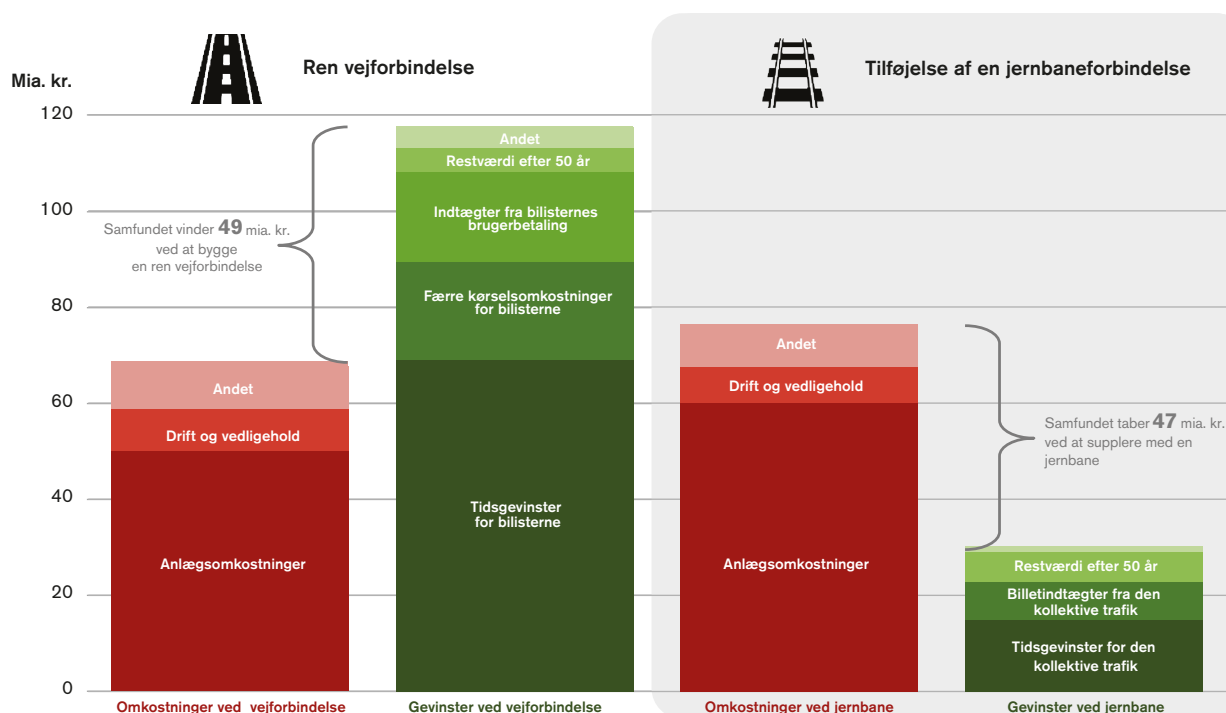 Ren vejforbindelse
Tilføjelse af en jernbaneforbindelse
Mia. kr.
120
100
80
60
40
20
0
Samfundet vinder 49 mia. kr.
ved at bygge
en ren vejforbindelse
Andet
Drift og vedligehold
Anlægsomkostninger
Andet
Restværdi efter 50 år
Indtægter fra bilisternes
brugerbetaling
Færre kørselsomkostninger
for bilisterne
Tidsgevinster
for bilisterne
Andet
Drift og vedligehold
Anlægsomkostninger
Samfundet taber 47 mia. kr.
ved at supplere med en
jernbane
Restværdi efter 50 år
Billetindtægter fra den
kollektive trafik
Tidsgevinster for den
kollektive trafik
Omkostninger ved vejforbindelse
Gevinster ved vejforbindelse
Omkostninger ved jernbane
Gevinster ved jernbane